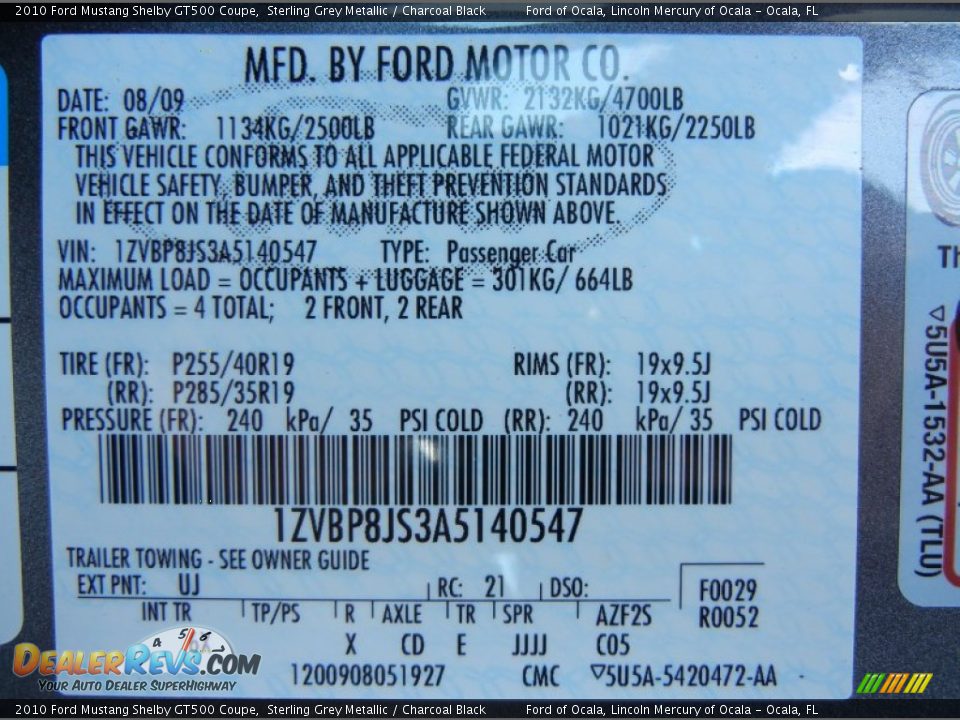 2010 Ford Mustang Shelby GT500 Coupe, Sterling Grey Metallic / Charcoal Black Ford of Ocala, Lincoln Mercury of Ocala - Ocala, FL
MFD. BY FORD MOTOR CO.
DATE: 08/09 GVWR: 2132KG/4700LB
FRONT GAWR: 1134KG/2500LB REAR GAWR: 1021KG/2250LB
THIS VEHICLE CONFORMS TO ALL APPLICABLE FEDERAL MOTOR
VEHICLE SAFETY, BUMPER, AND THEFT PREVENTION STANDARDS
IN EFFECT ON THE DATE OF MANUFACTURE SHOWN ABOVE.
VIN: 1ZVBP8JS3A5140547 TYPE: Passenger Car
MAXIMUM LOAD = OCCUPANTS + LUGGAGE = 301KG/ 664LB
OCCUPANTS = 4 TOTAL; 2 FRONT, 2 REAR
TIRE (FR): P255/40R19 RIMS (FR): 19x9.5J
(RR): P285/35R19 (RR): 19x9.5J
PRESSURE (FR): 240 kPa/ 35 PSI COLD (RR): 240 kPa/ 35 PSI COLD
1ZVBP8JS3A5140547
TRAILER TOWING - SEE OWNER GUIDE
EXT PNT: UJ RC: 21 DSO: F0029
INT TR TP/PS R AXLE TR SPR AZF2S R0052
X CD E JJJJ C05
1200908051927 CMC ▽5U5A-5420472-AA
Th
▽5U5A-1532-AA (TLU)
4 5 6
DealerRevs.com
Your Auto Dealer SuperHighway
2010 Ford Mustang Shelby GT500 Coupe, Sterling Grey Metallic / Charcoal Black Ford of Ocala, Lincoln Mercury of Ocala - Ocala, FL